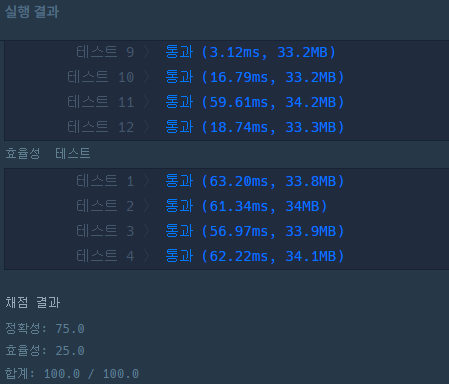 실행 결과
테스트 9 〉 통과 (3.12ms, 33.2MB)
테스트 10 〉 통과 (16.79ms, 33.2MB)
테스트 11 〉 통과 (59.61ms, 34.2MB)
테스트 12 〉 통과 (18.74ms, 33.3MB)
효율성 테스트
테스트 1 〉 통과 (63.20ms, 33.8MB)
테스트 2 〉 통과 (61.34ms, 34MB)
테스트 3 〉 통과 (56.97ms, 33.9MB)
테스트 4 〉 통과 (62.22ms, 34.1MB)
채점 결과
정확성: 75.0
효율성: 25.0
합계: 100.0 / 100.0